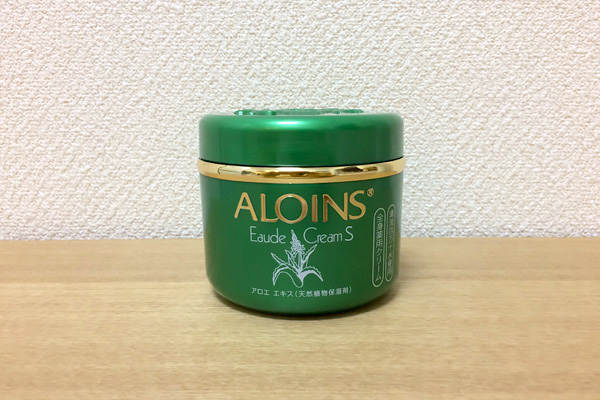 ALOINS®
Eaude Cream S
アロエ エキス（天然植物保湿剤）
全身薬用クリーム